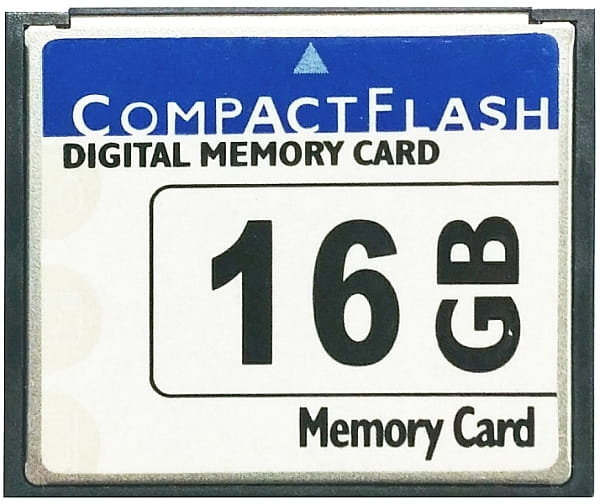 COMPACTFLASH
DIGITAL MEMORY CARD
16 GB
Memory Card